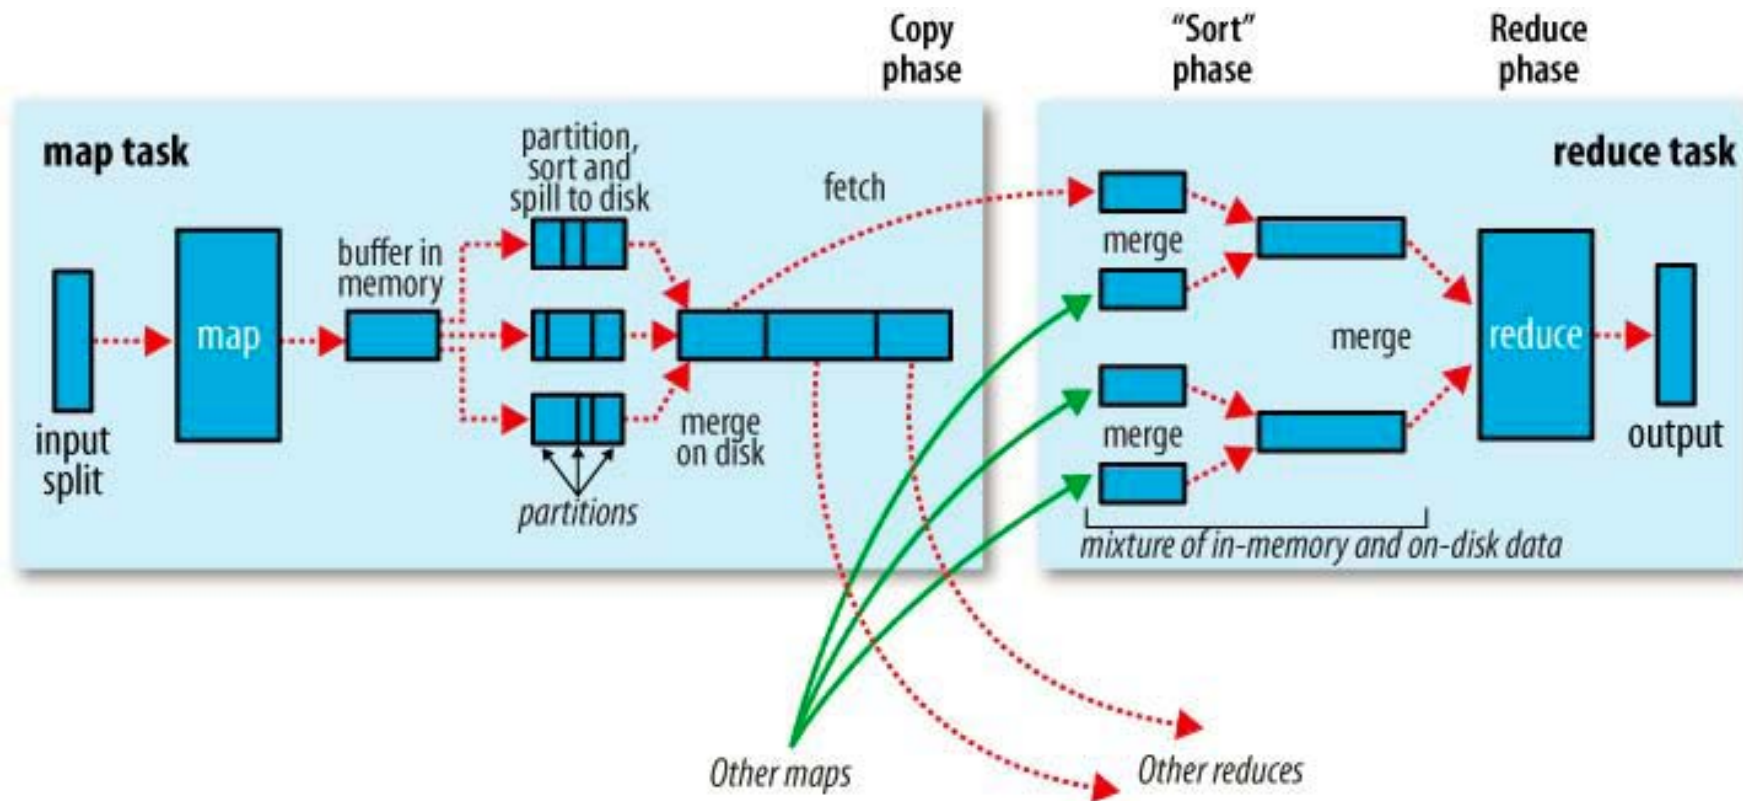 Copy
phase
"Sort"
phase
Reduce
phase
map task
partition,
sort and
spill to disk
fetch
buffer in
memory
map
input
split
merge
on disk
partitions
reduce task
merge
merge
merge
reduce
output
mixture of in-memory and on-disk data
Other maps
Other reduces